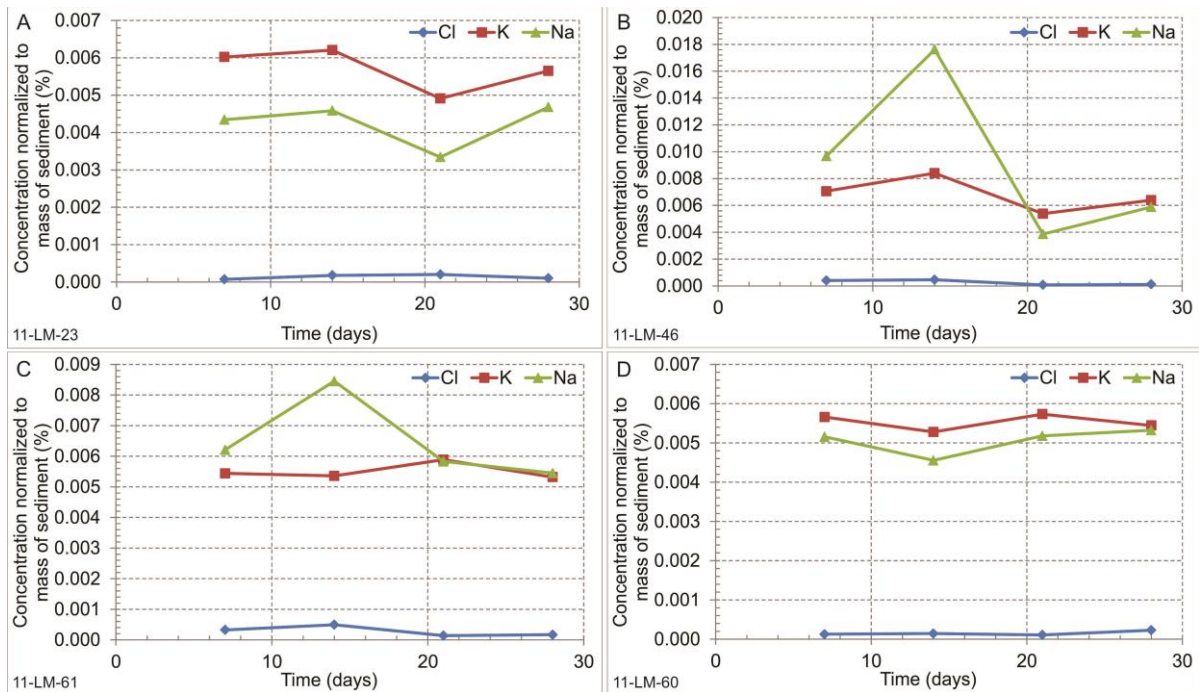 A
Cl K Na
Concentration normalized to
mass of sediment (%)
0.007
0.006
0.005
0.004
0.003
0.002
0.001
0.000
0 10 20 30
Time (days)
11-LM-23
B
Cl K Na
Concentration normalized to
mass of sediment (%)
0.020
0.018
0.016
0.014
0.012
0.010
0.008
0.006
0.004
0.002
0.000
0 10 20 30
Time (days)
11-LM-46
C
Cl K Na
Concentration normalized to
mass of sediment (%)
0.009
0.008
0.007
0.006
0.005
0.004
0.003
0.002
0.001
0.000
0 10 20 30
Time (days)
11-LM-61
D
Cl K Na
Concentration normalized to
mass of sediment (%)
0.007
0.006
0.005
0.004
0.003
0.002
0.001
0.000
0 10 20 30
Time (days)
11-LM-60